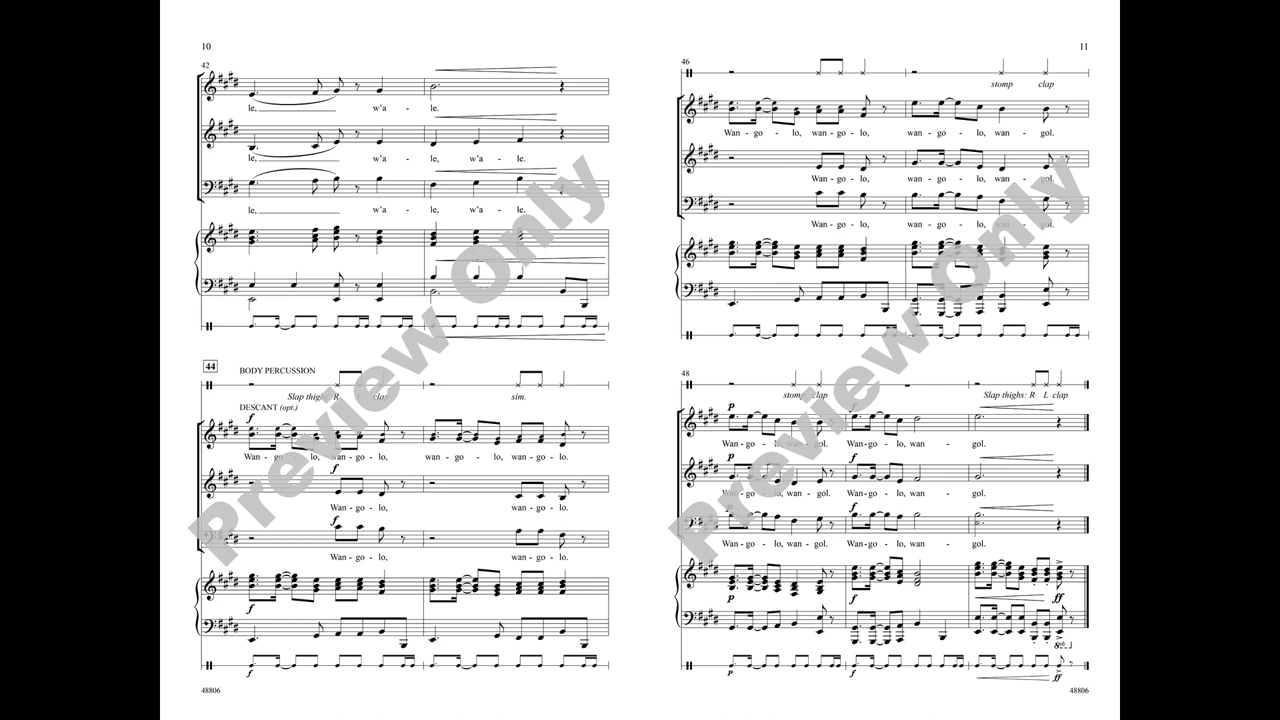 10
42
le, w'a - le,
le, w'a - le, w'a - le.
le, w'a - le, w'a - le.
44
BODY PERCUSSION
Slap thighs: R L clap sim.
DESCANT (opt.)
f
Wan - go - lo, wan - go - lo, wan - go - lo, wan - go - lo.
f
Wan - go - lo, wan - go - lo.
f
Wan - go - lo, wan - go - lo.
f
f
48806
Preview Only
11
46
stomp clap
Wan - go - lo, wan - go - lo, wan - go - lo, wan - gol.
Wan - go - lo, wan - go - lo, wan - gol.
Wan - go - lo, wan - go - lo, wan - gol.
48
stomp clap Slap thighs: R L clap
p
Wan - go - lo, wan - gol. Wan - go - lo, wan - gol.
p f
Wan - go - lo, wan - gol. Wan - go - lo, wan - gol.
p f
Wan - go - lo, wan - gol. Wan - go - lo, wan - gol.
p f ff
8vb
p f ff
48806
Preview Only